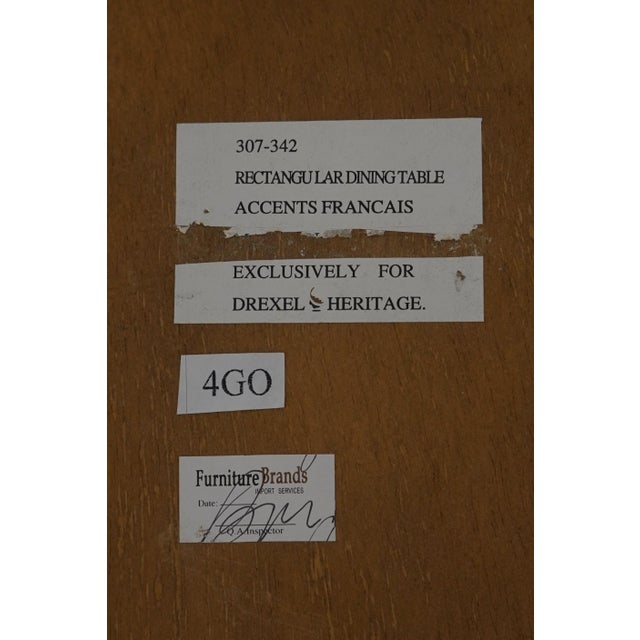 307-342
RECTANGULAR DINING TABLE
ACCENTS FRANCAIS
EXCLUSIVELY FOR
DREXEL HERITAGE.
4GO
FurnitureBrands
IMPORT SERVICES
Date:
Q A Inspector